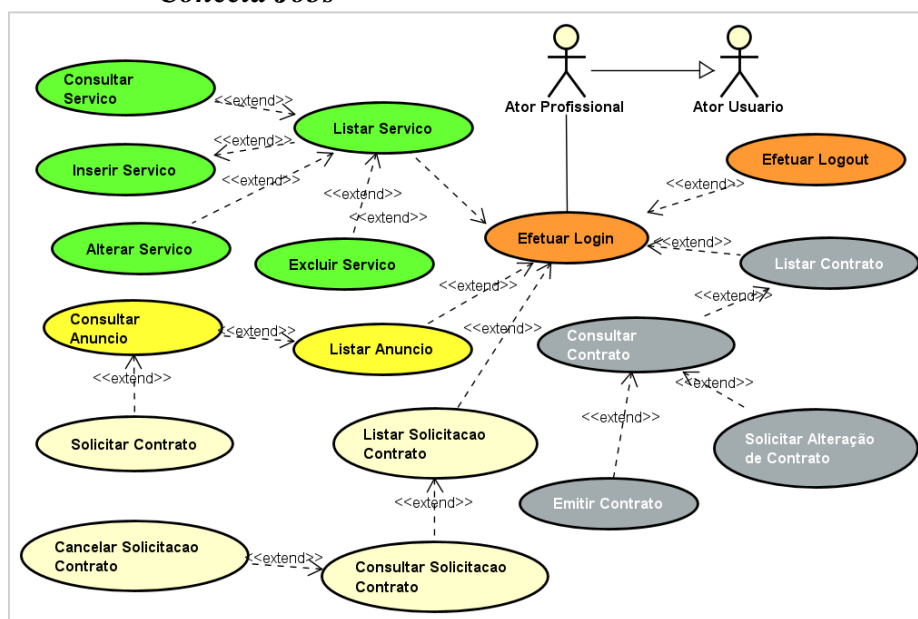 Conecta Jobs
Ator Profissional
Ator Usuario
Consultar
Servico
<<extend>>
Listar Servico
<<extend>>
Inserir Servico
<<extend>>
Alterar Servico
<<extend>>
Excluir Servico
Efetuar Logout
<<extend>>
Efetuar Login
<<extend>>
Listar Contrato
<<extend>>
Consultar
Anuncio
<<extend>>
Listar Anuncio
<<extend>>
<<extend>>
Consultar
Contrato
<<extend>>
Solicitar Contrato
Listar Solicitacao
Contrato
<<extend>>
<<extend>>
Solicitar Alteração
de Contrato
<<extend>>
Emitir Contrato
Cancelar Solicitacao
Contrato
<<extend>>
Consultar Solicitacao
Contrato
<<extend>>